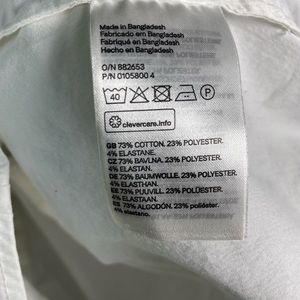 Made in Bangladesh
Fabricado em Bangladesh
Fabriqué en Bangladesh
Hecho en Bangladesh
O/N 882653
P/N 0105800 4
40
P
clevercare.info
GB 73% COTTON. 23% POLYESTER.
4% ELASTANE.
CZ 73% BAVLNA. 23% POLYESTER.
4% ELASTAN.
DE 73% BAUMWOLLE. 23% POLYESTER.
4% ELASTHAN.
EE 73% PUUVILL. 23% POLÜESTER.
4% ELASTAAN.
ES 73% ALGODÓN. 23% poliéster.
4% elastano.